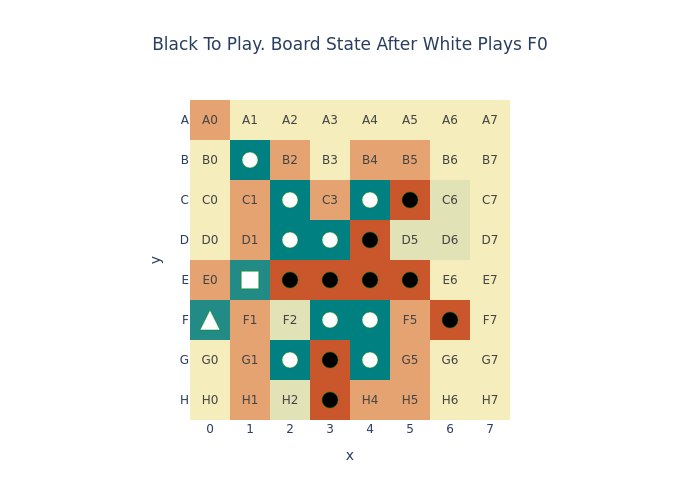 Black To Play. Board State After White Plays F0
A A0 A1 A2 A3 A4 A5 A6 A7
B B0 B2 B3 B4 B5 B6 B7
C C0 C1 C3 C6 C7
D D0 D1 D5 D6 D7
y
E E0 E6 E7
F F1 F2 F5 F7
G G0 G1 G5 G6 G7
H H0 H1 H2 H4 H5 H6 H7
0 1 2 3 4 5 6 7
x